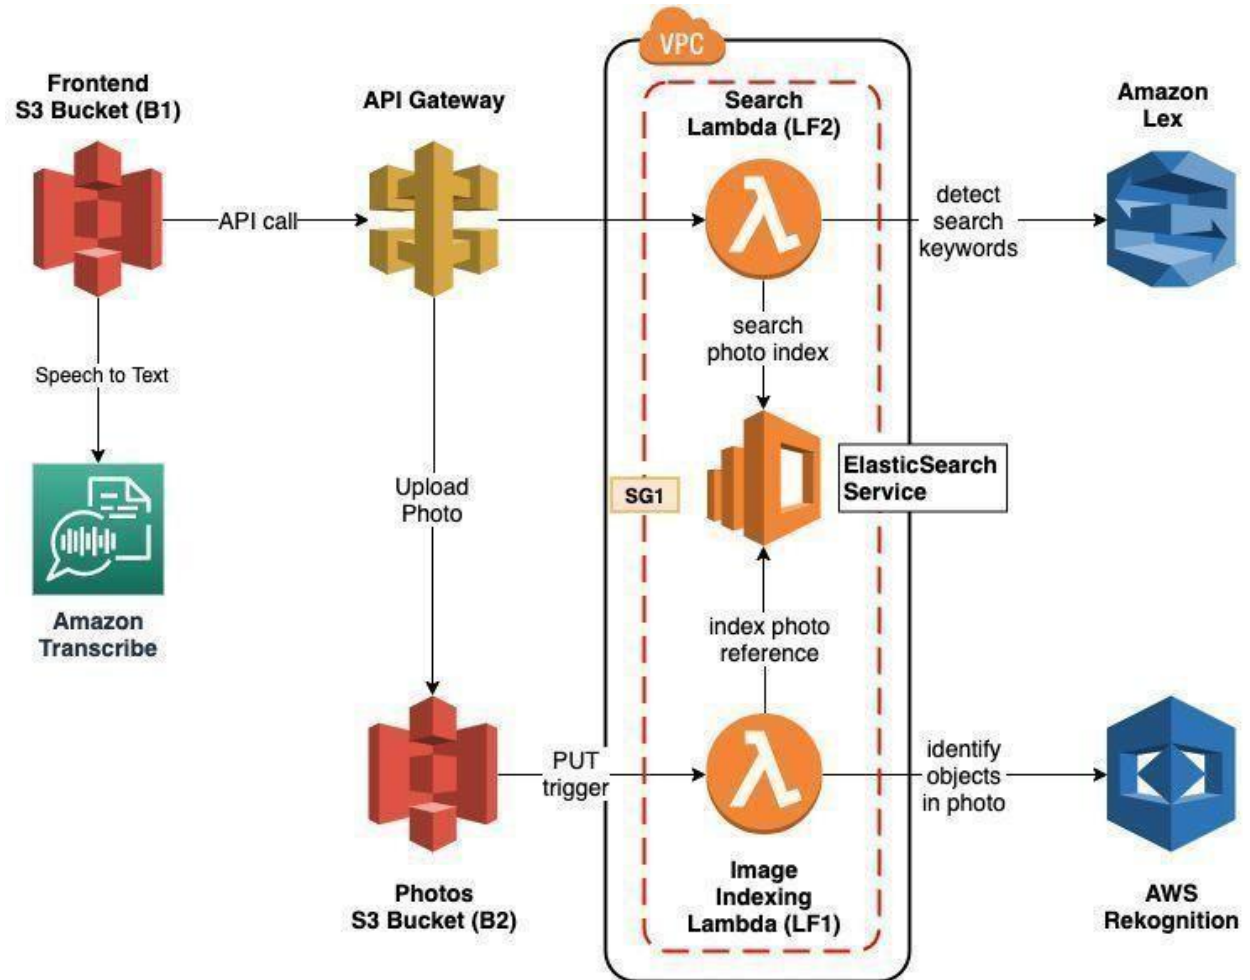 VPC
Frontend
S3 Bucket (B1)
API Gateway
Search
Lambda (LF2)
Amazon
Lex
API call
detect
search
keywords
search
photo index
Speech to Text
Upload
Photo
SG1
ElasticSearch
Service
Amazon
Transcribe
index photo
reference
PUT
trigger
identify
objects
in photo
Photos
S3 Bucket (B2)
Image
Indexing
Lambda (LF1)
AWS
Rekognition